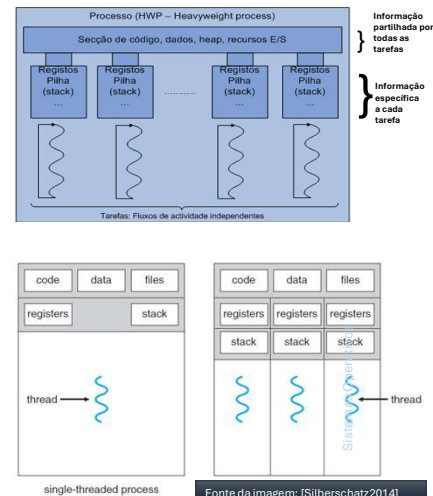 Processo (HWP – Heavyweight process)
Secção de código, dados, heap, recursos E/S
Informação
partilhada por
todas as
tarefas
Registos
Pilha
(stack)
...
Registos
Pilha
(stack)
...
............
Registos
Pilha
(stack)
...
Registos
Pilha
(stack)
...
Informação
específica
a cada
tarefa
Tarefas: Fluxos de actividade independentes
code data files
registers stack
thread
single-threaded process
code data files
registers registers registers
stack stack stack
thread
Fonte da imagem: [Silberschatz2014]